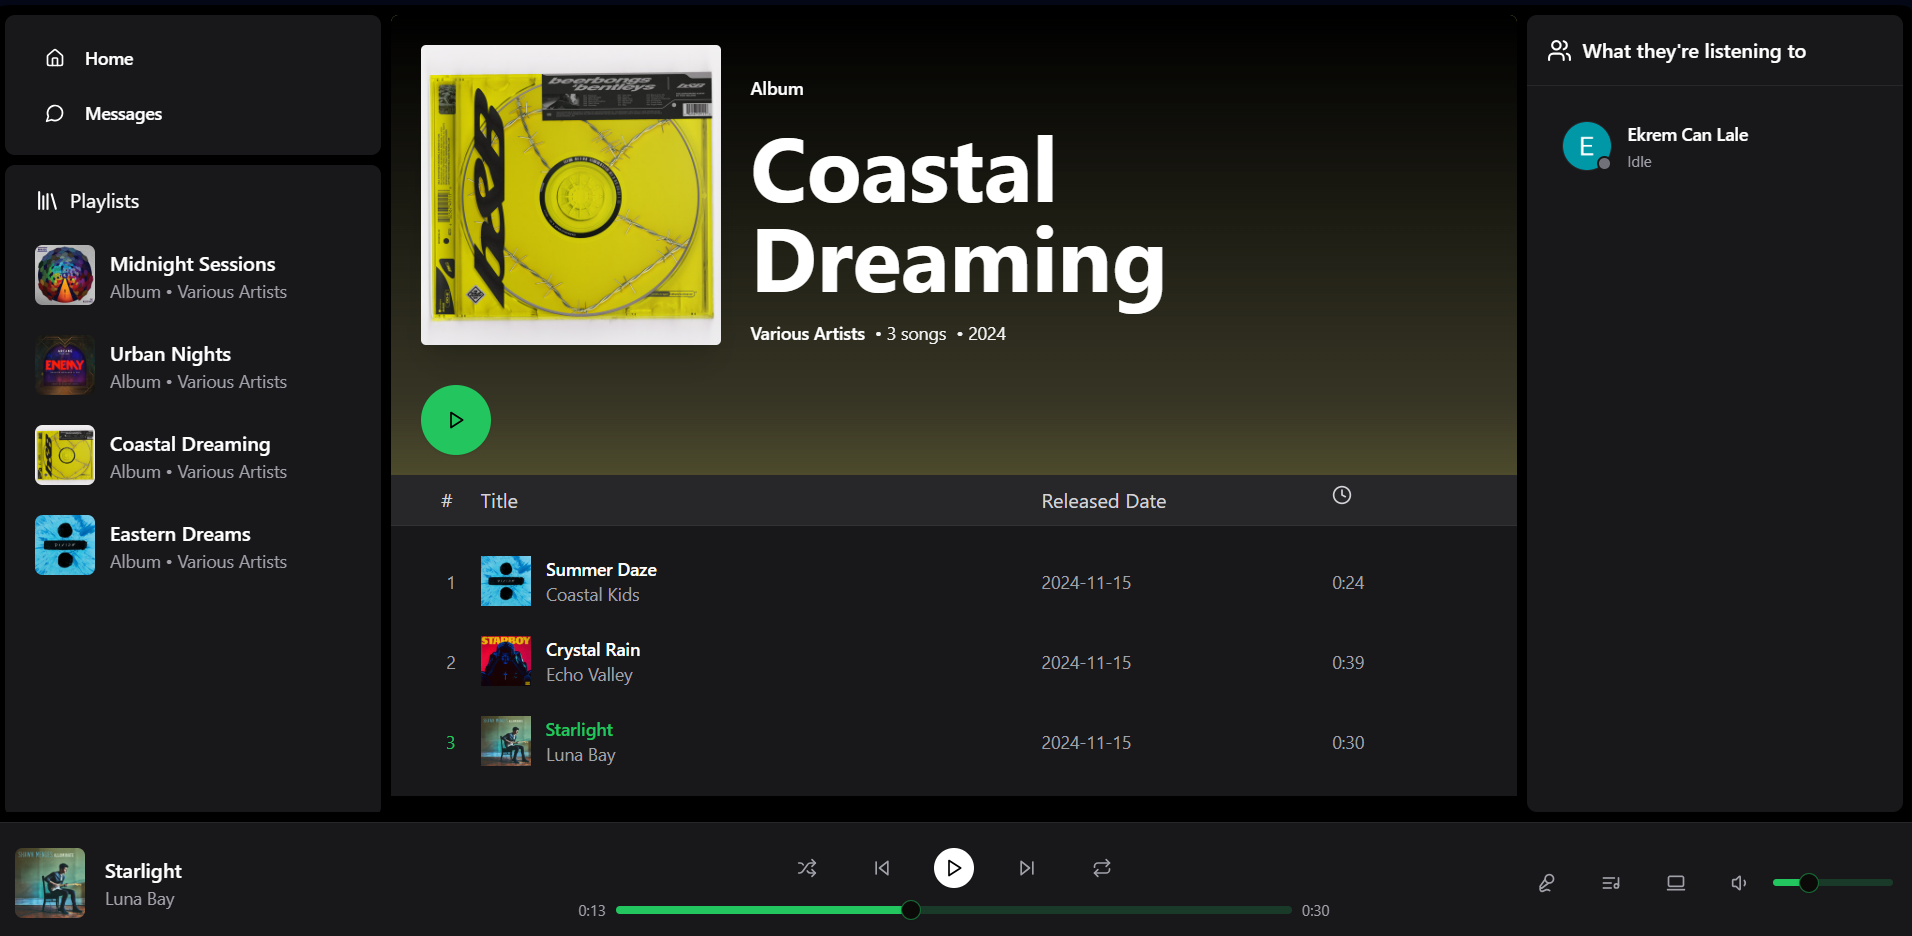 Home
Messages
Playlists
Midnight Sessions
Album • Various Artists
Urban Nights
Album • Various Artists
ENEMY
Coastal Dreaming
Album • Various Artists
Eastern Dreams
Album • Various Artists
beerbongs
& bentleys
Album
Coastal
Dreaming
Various Artists • 3 songs • 2024
# Title Released Date
1 Summer Daze 2024-11-15 0:24
Coastal Kids
STARBOY
2 Crystal Rain 2024-11-15 0:39
Echo Valley
3 Starlight 2024-11-15 0:30
Luna Bay
What they're listening to
E
Ekrem Can Lale
Idle
Starlight
Luna Bay
0:13
0:30